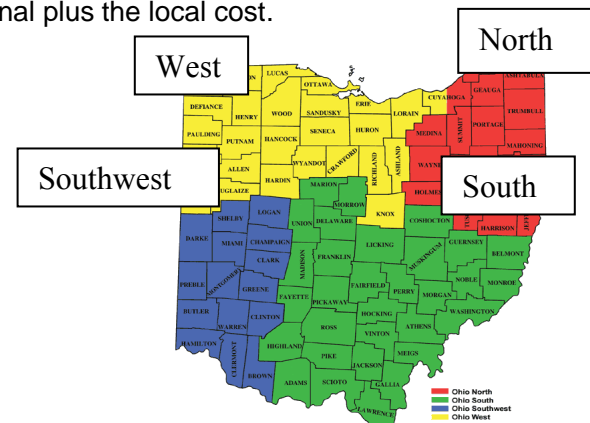 nal plus the local cost.
North
West
Southwest
South
LUCAS
OTTAWA
ASHTABULA
GEAUGA
DEFIANCE
HENRY
WOOD
SANDUSKY
ERIE
LORAIN
CUYAHOGA
TRUMBULL
PAULDING
PUTNAM
HANCOCK
SENECA
HURON
MEDINA
SUMMIT
PORTAGE
MAHONING
ALLEN
WYANDOT
CRAWFORD
RICHLAND
ASHLAND
WAYNE
UGLAIZE
HARDIN
MARION
MORROW
KNOX
HOLMES
SHELBY
LOGAN
UNION
DELAWARE
COSHOCTON
HARRISON
DARKE
MIAMI
CHAMPAIGN
LICKING
MUSKINGUM
GUERNSEY
BELMONT
CLARK
MADISON
FRANKLIN
PREBLE
MONTGOMERY
GREENE
FAYETTE
PICKAWAY
FAIRFIELD
PERRY
MORGAN
NOBLE
MONROE
BUTLER
WARREN
CLINTON
ROSS
HOCKING
ATHENS
WASHINGTON
HAMILTON
CLERMONT
BROWN
HIGHLAND
PIKE
VINTON
MEIGS
JACKSON
ADAMS
SCIOTO
GALLIA
LAWRENCE
Ohio North
Ohio South
Ohio Southwest
Ohio West